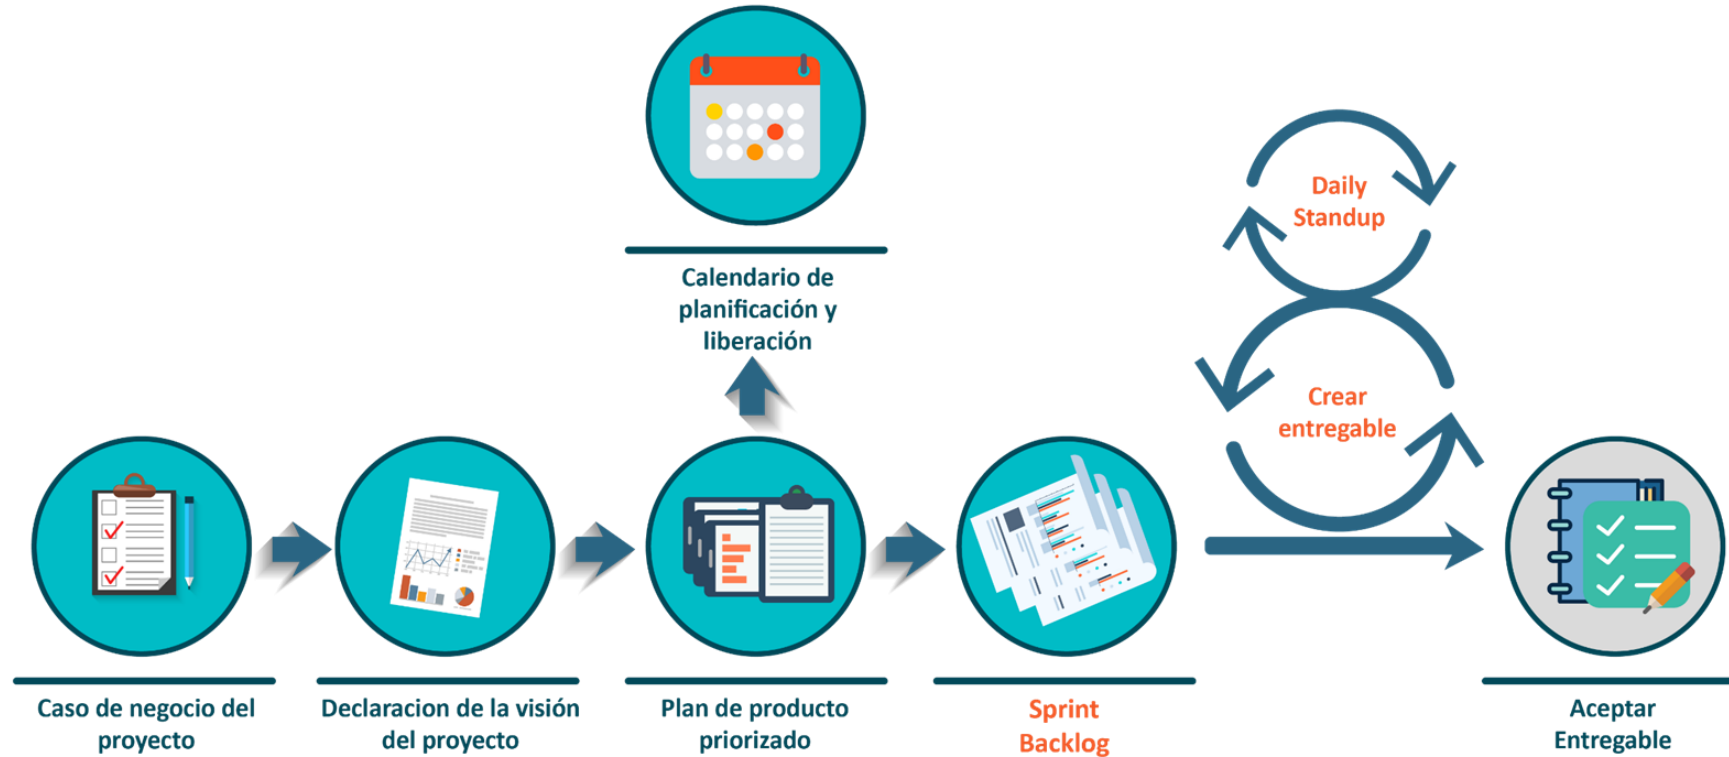 Calendario de
planificación y
liberación
Daily
Standup
Crear
entregable
Caso de negocio del
proyecto
Declaracion de la visión
del proyecto
Plan de producto
priorizado
Sprint
Backlog
Aceptar
Entregable